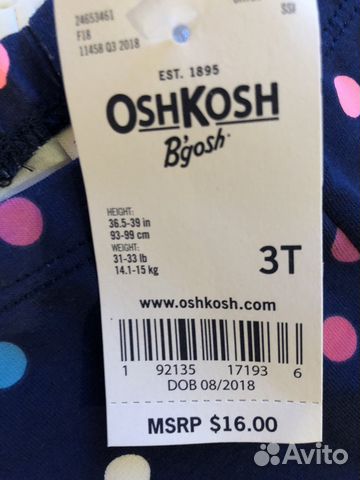 24653461
F18
11458 Q3 2018
SSI
EST. 1895
OSHKOSH
B'gosh
HEIGHT:
36.5-39 in
93-99 cm
WEIGHT:
31-33 lb
14.1-15 kg
3T
www.oshkosh.com
1 92135 17193 6
DOB 08/2018
MSRP $16.00
Avito